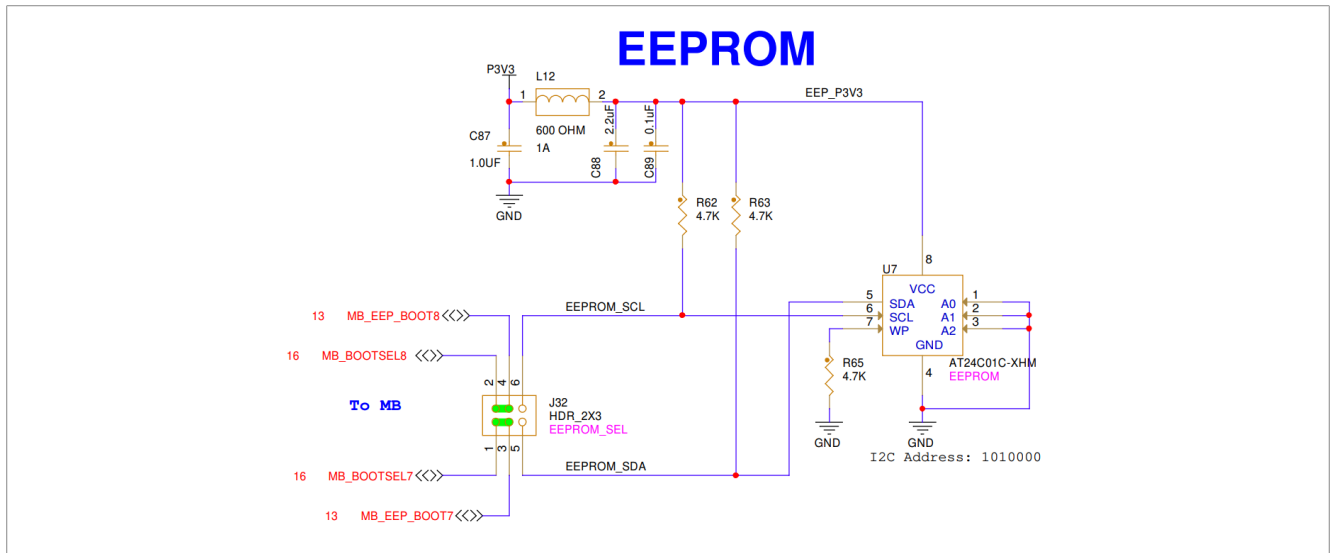 EEPROM
P3V3
L12
1
2
EEP_P3V3
600 OHM
1A
C87
1.0UF
2.2uF
C88
0.1uF
C89
GND
R62
4.7K
R63
4.7K
8
U7
VCC
5
SDA
A0
1
6
SCL
A1
2
7
WP
A2
3
GND
4
AT24C01C-XHM
EEPROM
R65
4.7K
GND
GND
I2C Address: 1010000
EEPROM_SCL
13 MB_EEP_BOOT8
16 MB_BOOTSEL8
To MB
2
4
6
J32
HDR_2X3
EEPROM_SEL
1
3
5
EEPROM_SDA
16 MB_BOOTSEL7
13 MB_EEP_BOOT7